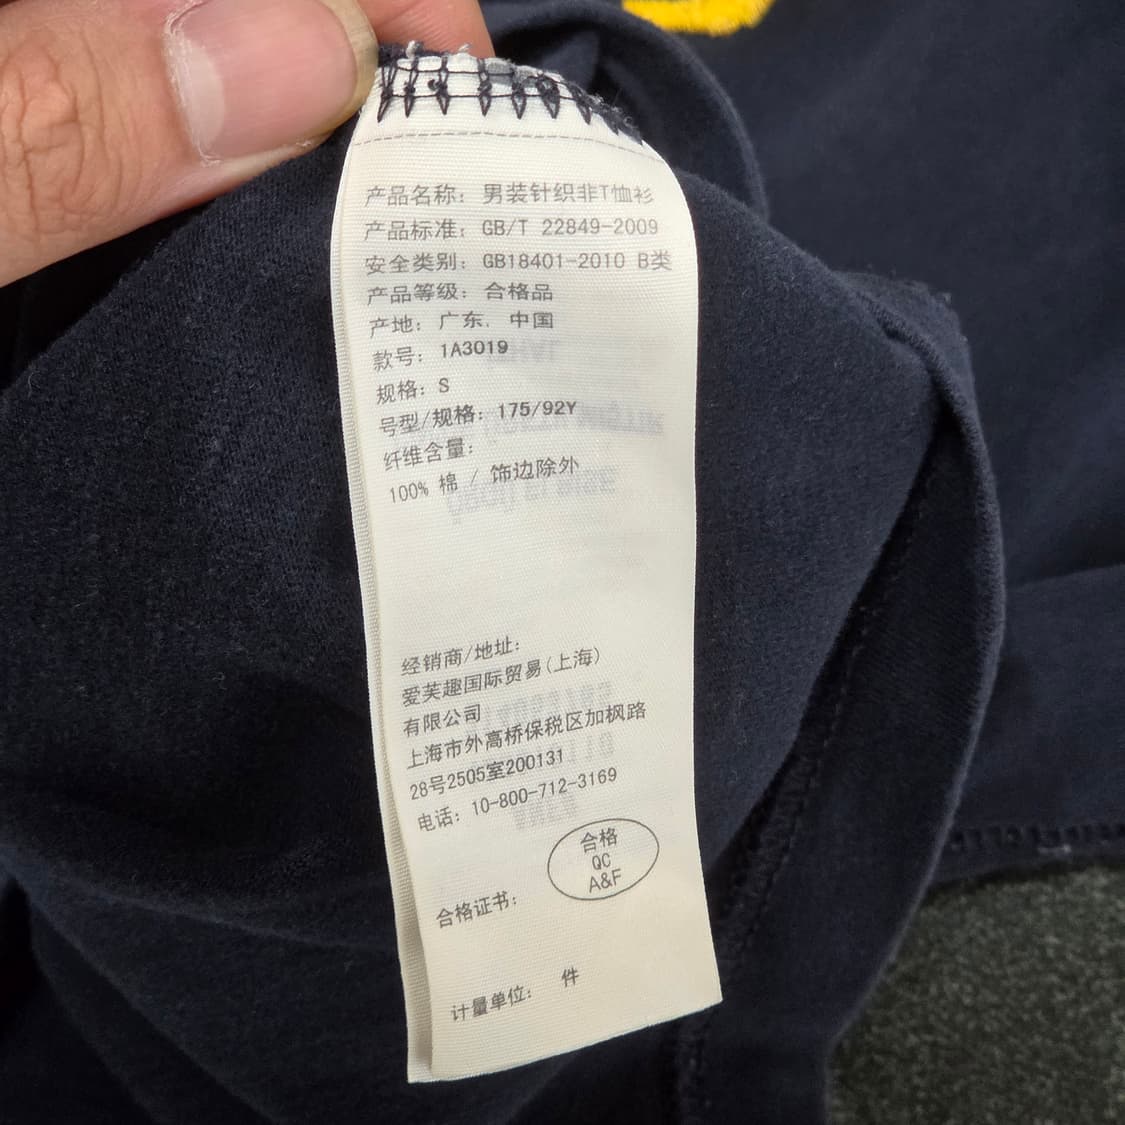 产品名称: 男装针织非T恤衫
产品标准: GB/T 22849-2009
安全类别: GB18401-2010 B类
产品等级: 合格品
产地: 广东, 中国
款号: 1A3019
规格: S
号型/规格: 175/92Y
纤维含量:
100% 棉 / 饰边除外
经销商/地址:
爱芙趣国际贸易(上海)
有限公司
上海市外高桥保税区加枫路
28号2505室200131
电话: 10-800-712-3169
合格
QC
A&F
合格证书:
计量单位: 件